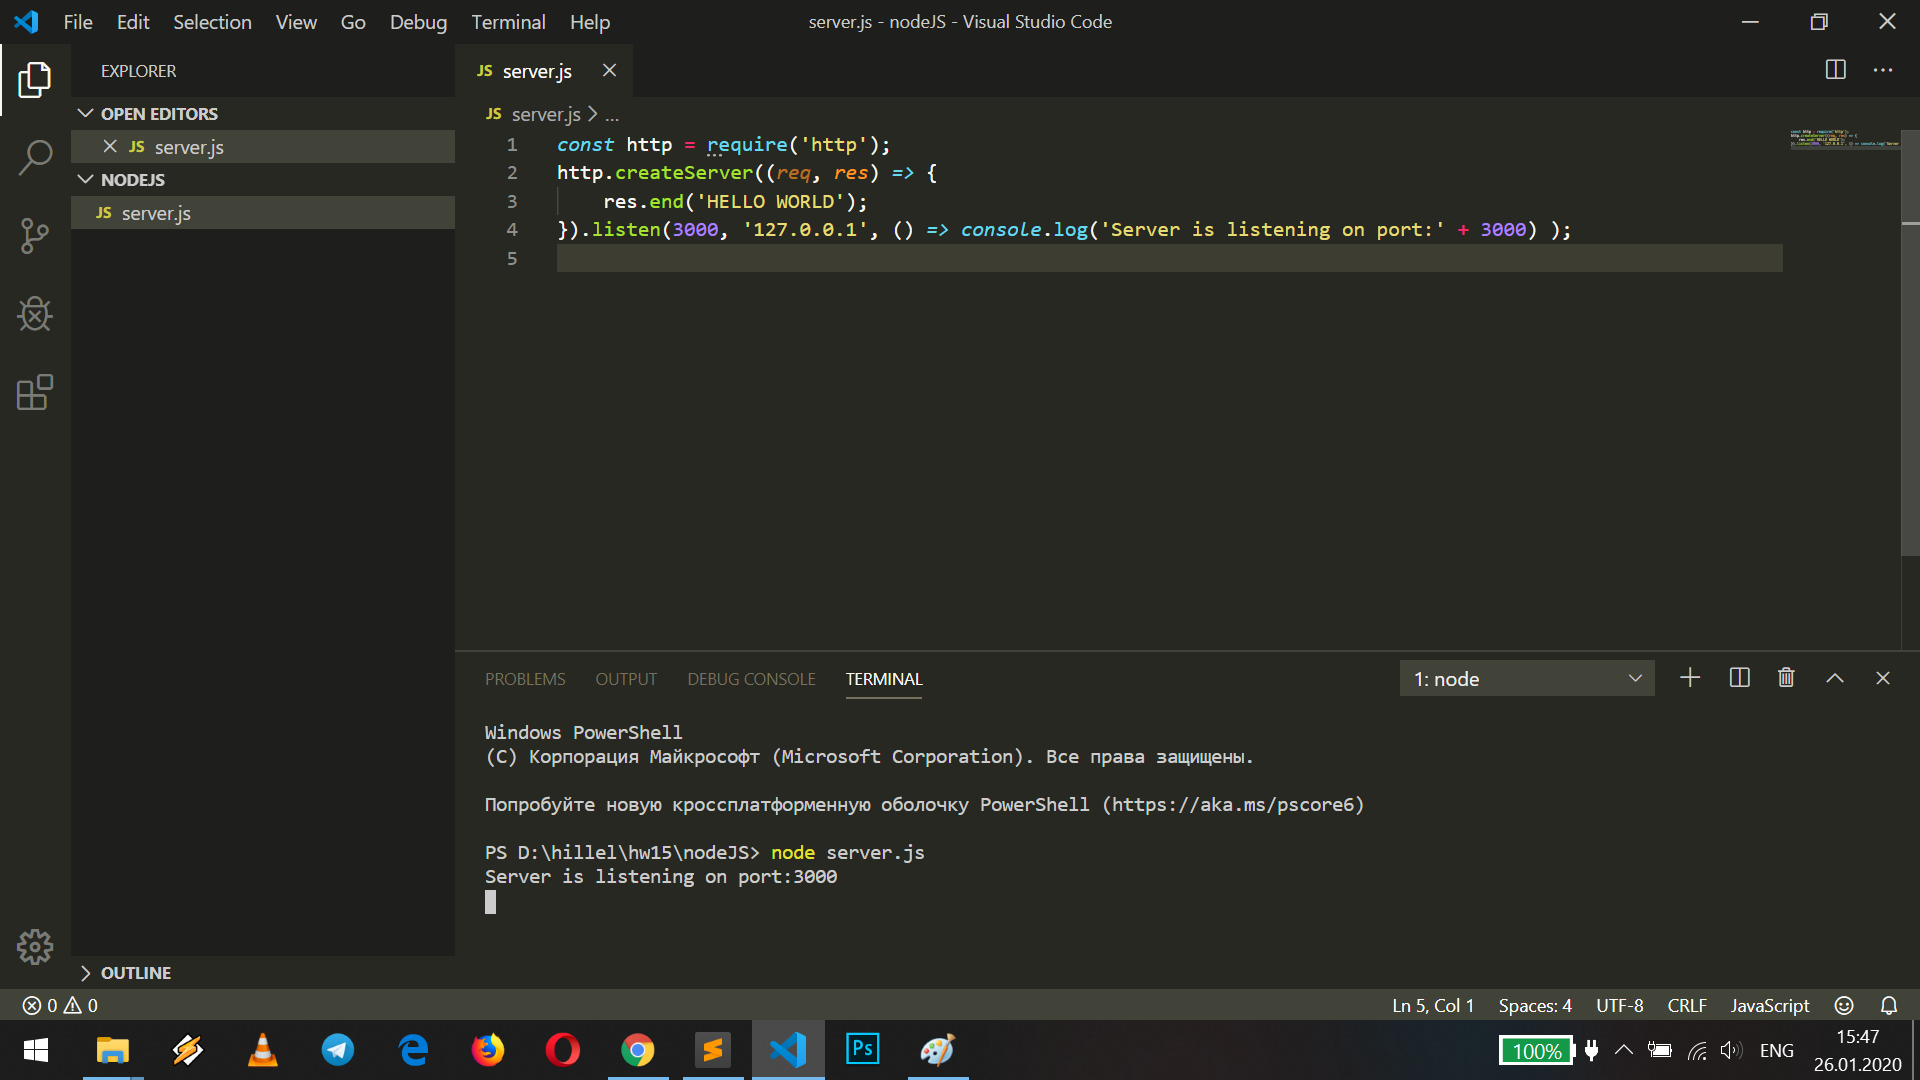 File Edit Selection View Go Debug Terminal Help
server.js - nodeJS - Visual Studio Code
EXPLORER
OPEN EDITORS
JS server.js
NODEJS
JS server.js
OUTLINE
JS server.js
JS server.js > ...
1 const http = require('http');
2 http.createServer((req, res) => {
3 res.end('HELLO WORLD');
4 }).listen(3000, '127.0.0.1', () => console.log('Server is listening on port:' + 3000) );
5
PROBLEMS OUTPUT DEBUG CONSOLE TERMINAL
1: node
Windows PowerShell
(C) Корпорация Майкрософт (Microsoft Corporation). Все права защищены.
Попробуйте новую кроссплатформенную оболочку PowerShell (https://aka.ms/pscore6)
PS D:\hillel\hw15\nodeJS> node server.js
Server is listening on port:3000
0 0
Ln 5, Col 1 Spaces: 4 UTF-8 CRLF JavaScript
Ps
100%
ENG
15:47
26.01.2020